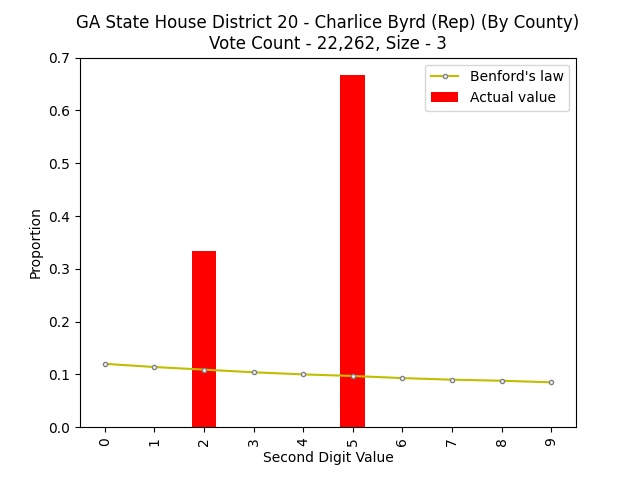 GA State House District 20 - Charlice Byrd (Rep) (By County)
Vote Count - 22,262, Size - 3
Benford's law
Actual value
0.7
0.6
0.5
0.4
0.3
0.2
0.1
0.0
Proportion
0 1 2 3 4 5 6 7 8 9
Second Digit Value